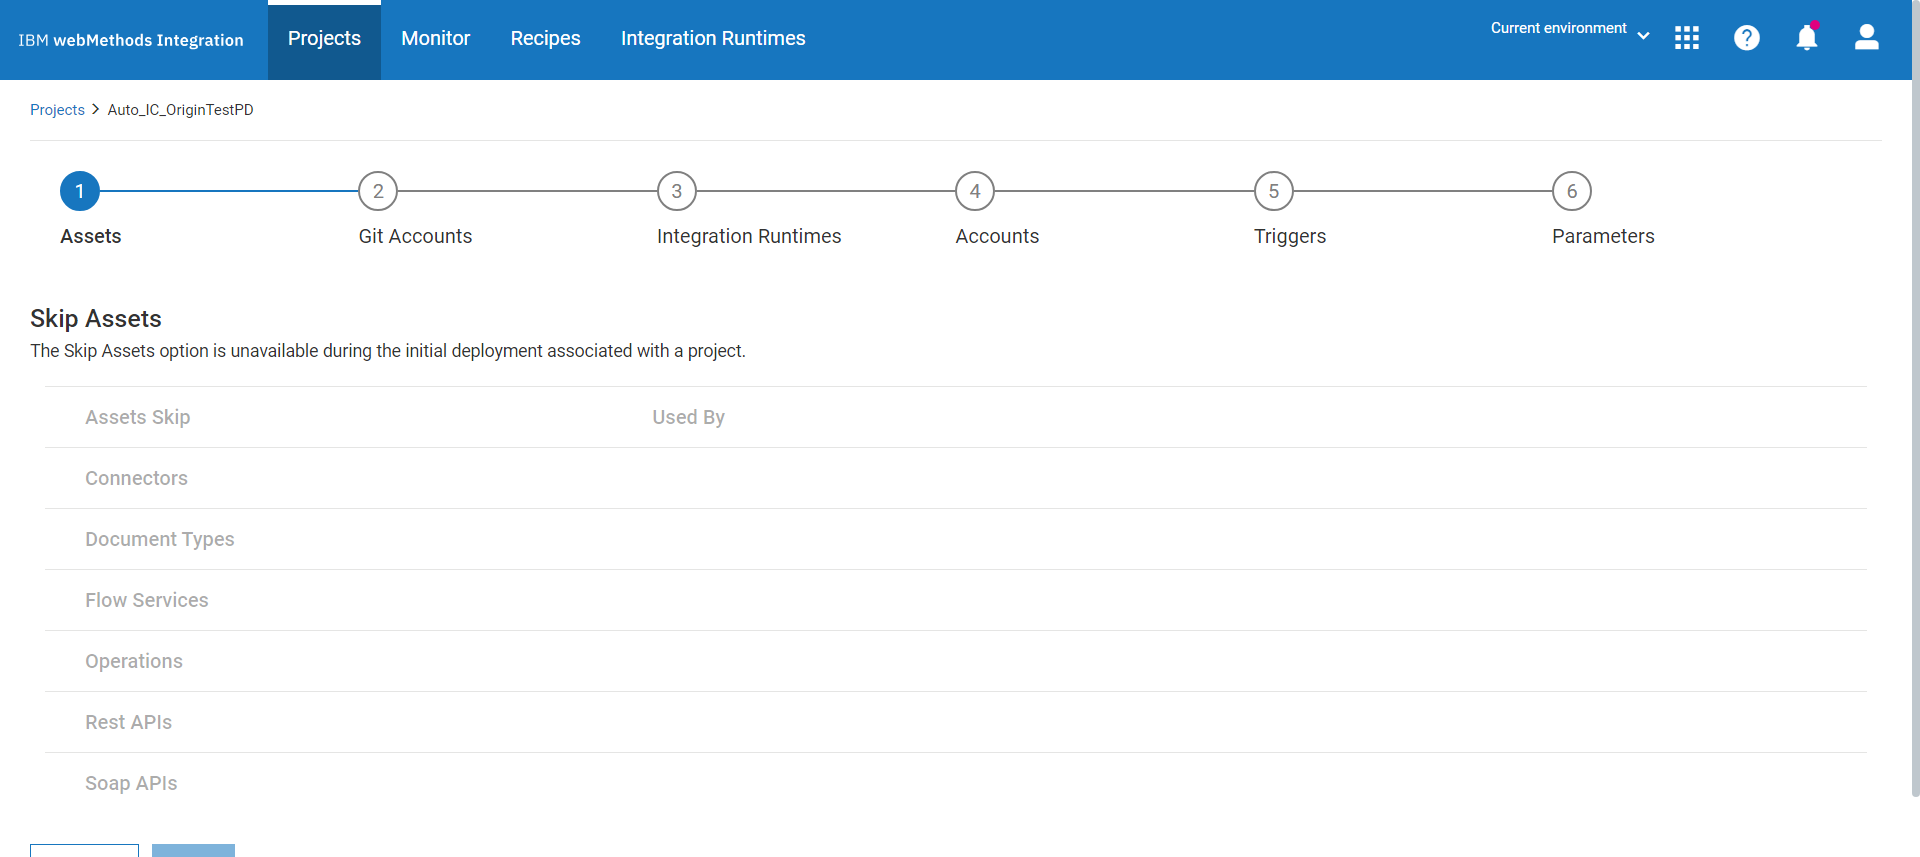 IBM webMethods Integration
Projects
Monitor
Recipes
Integration Runtimes
Current environment
?
Projects > Auto_IC_OriginTestPD
1
2
3
4
5
6
Assets
Git Accounts
Integration Runtimes
Accounts
Triggers
Parameters
Skip Assets
The Skip Assets option is unavailable during the initial deployment associated with a project.
Assets Skip
Used By
Connectors
Document Types
Flow Services
Operations
Rest APIs
Soap APIs